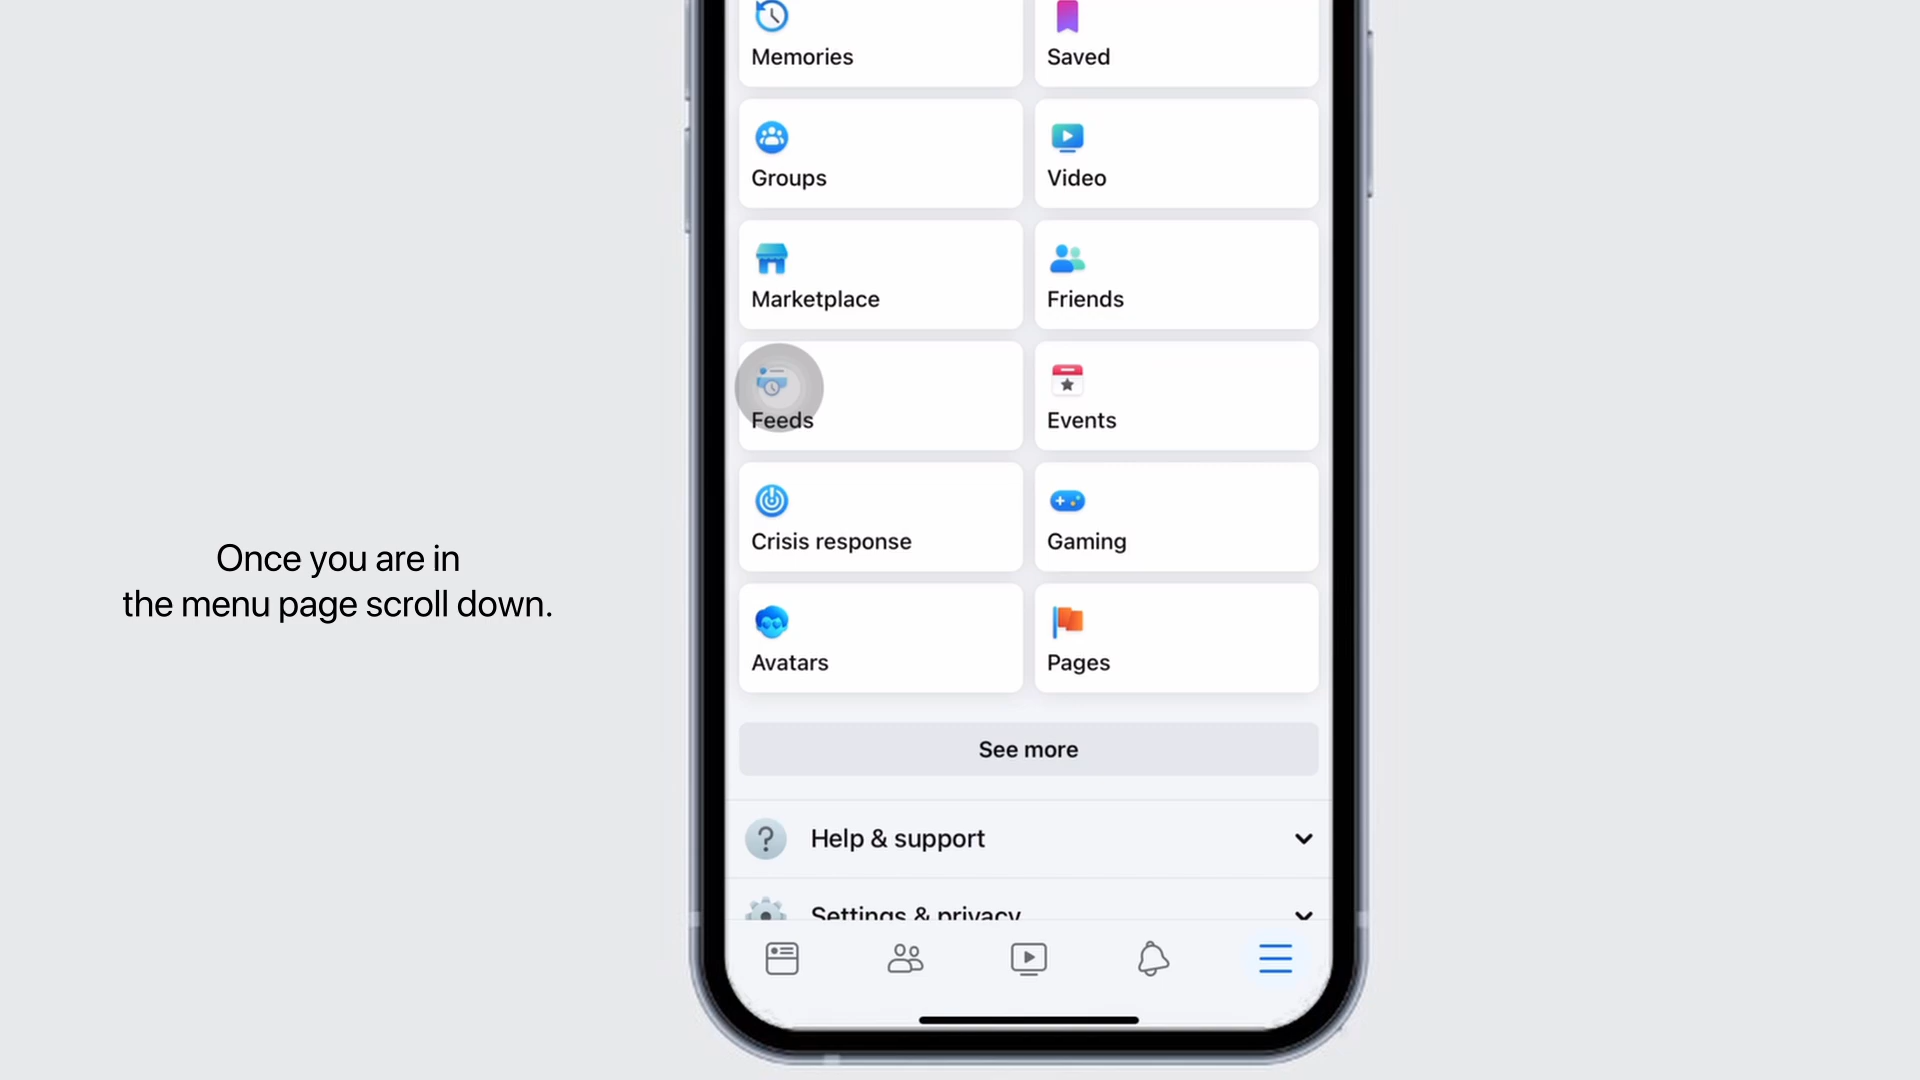 Once you are in
the menu page scroll down.
Memories
Saved
Groups
Video
Marketplace
Friends
Feeds
Events
Crisis response
Gaming
Avatars
Pages
See more
Help & support
Settings & privacy